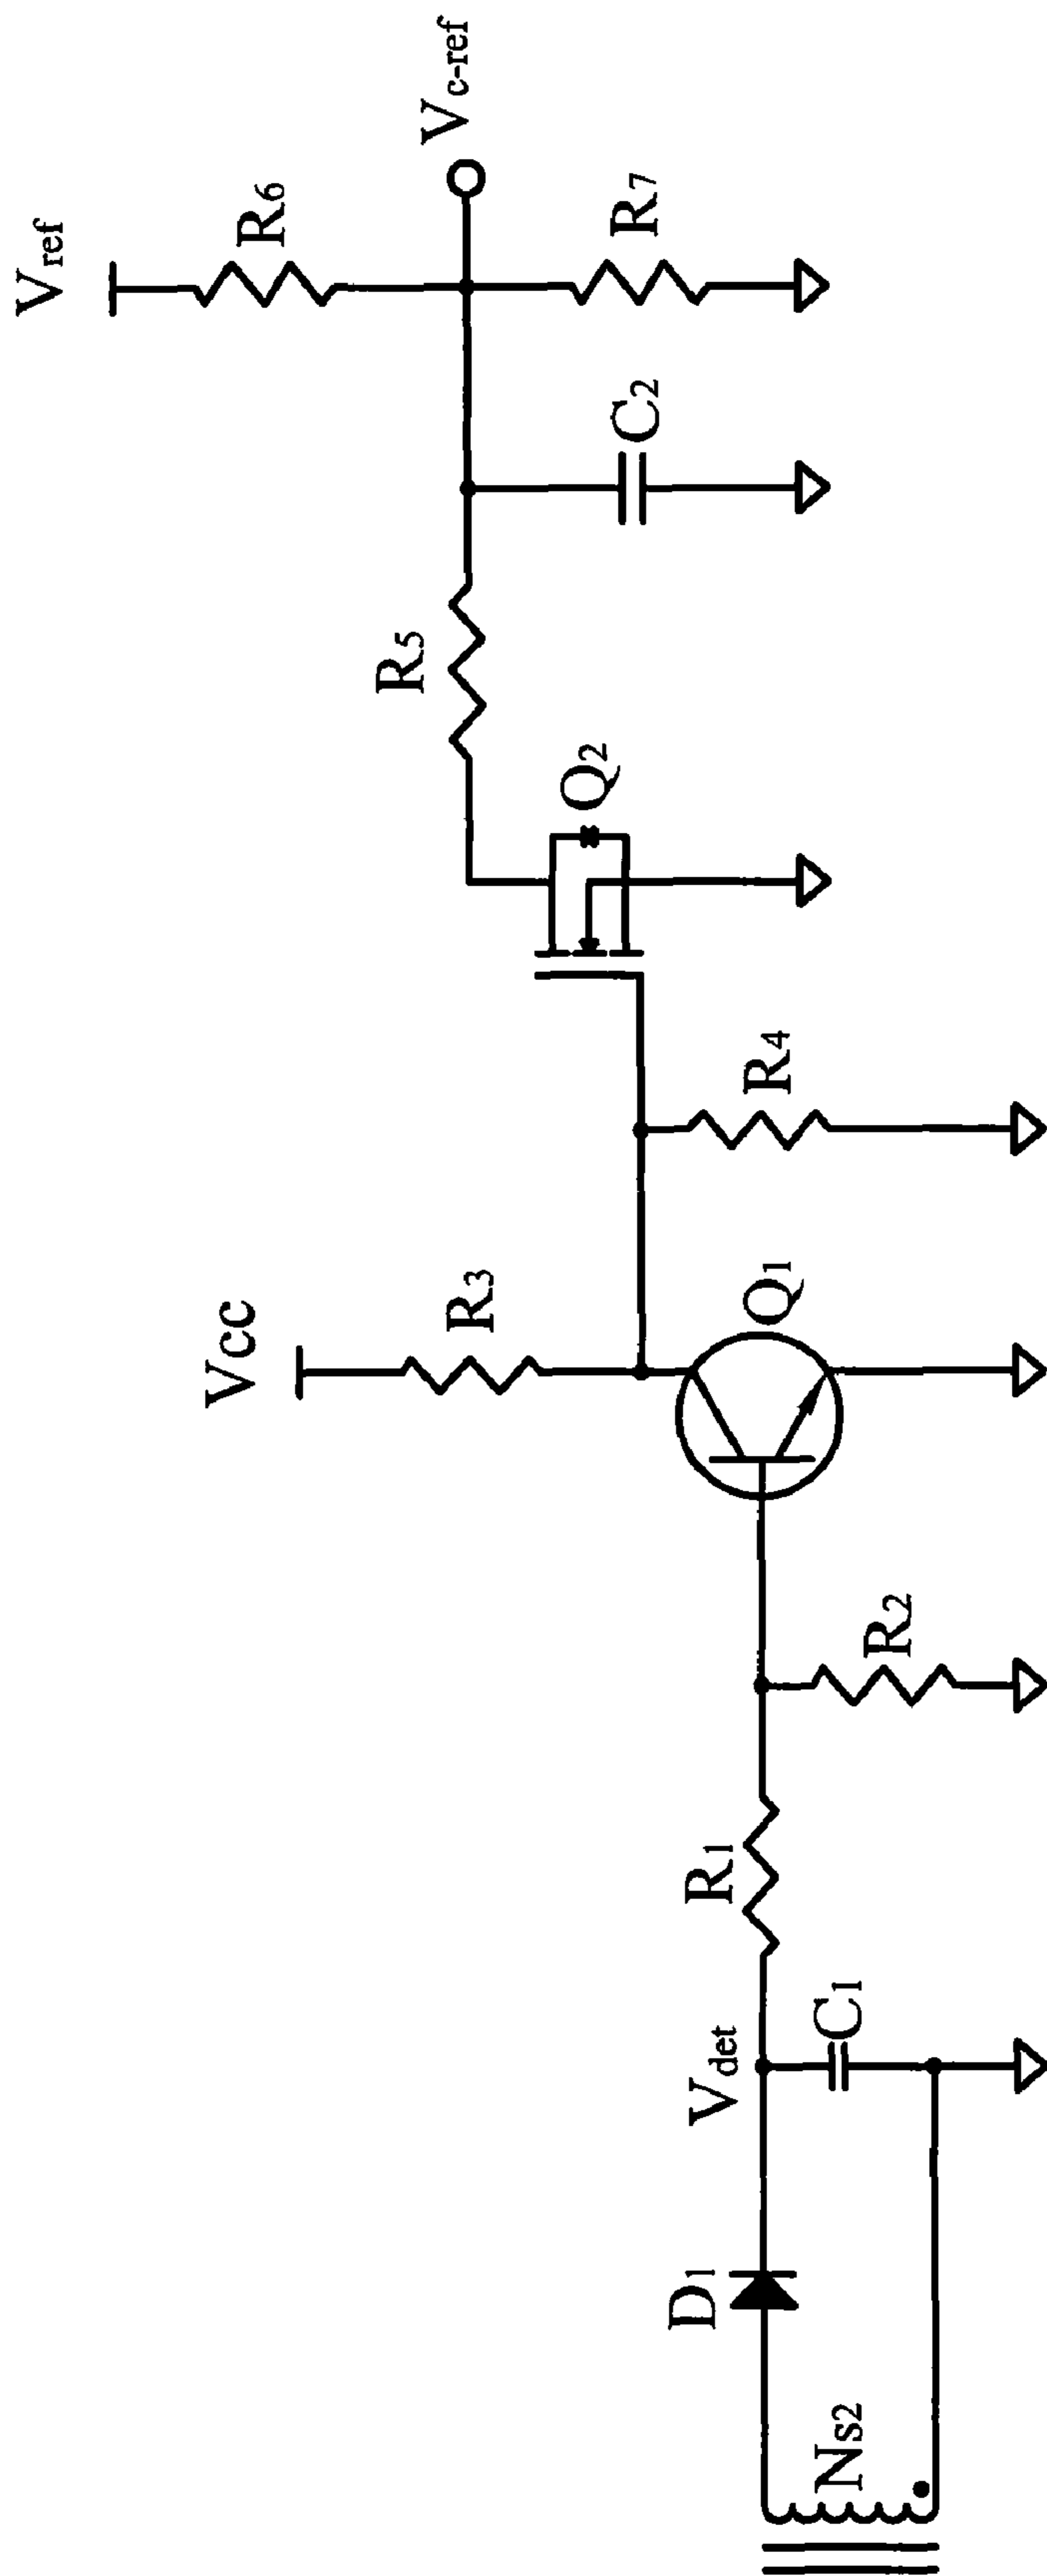 Ns2
D1
Vdet
C1
R1
R2
Vcc
R3
Q1
R4
Q2
R5
C2
Vref
R6
Vc-ref
R7